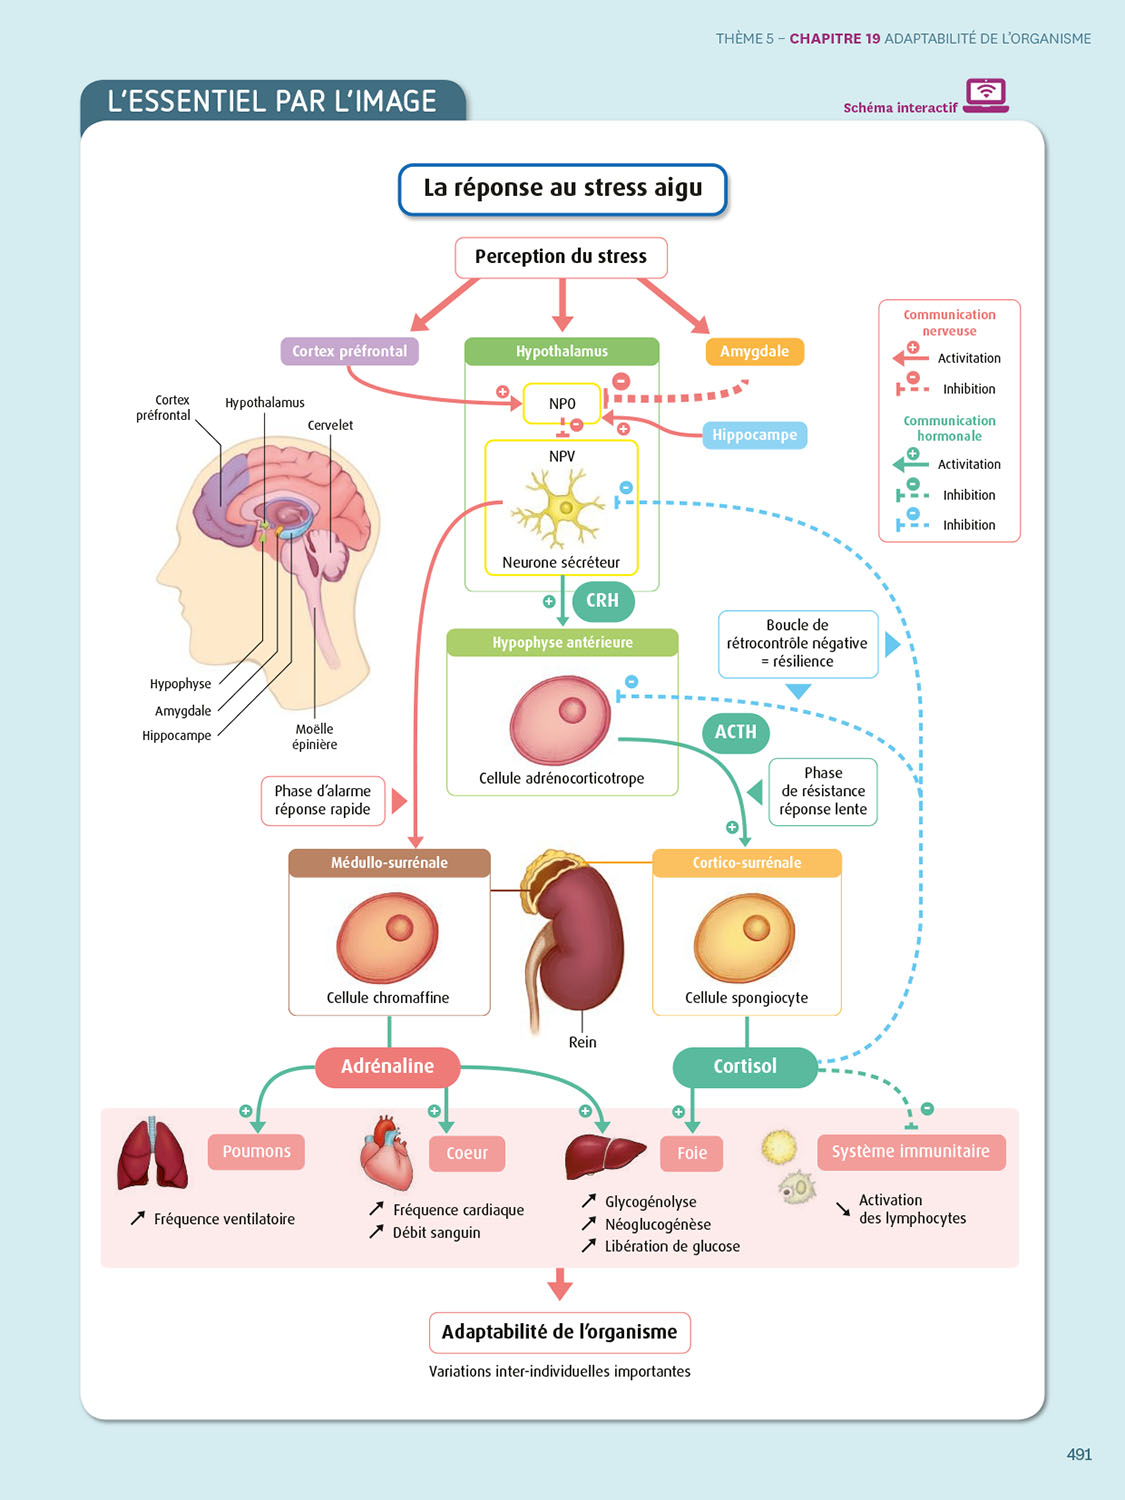 THÈME 5 – CHAPITRE 19 ADAPTABILITÉ DE L'ORGANISME
L'ESSENTIEL PAR L'IMAGE
Schéma interactif
La réponse au stress aigu
Perception du stress
Cortex préfrontal
Hypothalamus
Amygdale
NPO
Hippocampe
NPV
Neurone sécréteur
Communication
nerveuse
+
Activitation
-
Inhibition
Communication
hormonale
+
Activitation
-
Inhibition
-
Inhibition
Cortex
préfrontal
Hypothalamus
Cervelet
Hypophyse
Amygdale
Hippocampe
Moëlle
épinière
+
-
-
+
-
+
CRH
Hypophyse antérieure
Boucle de
rétrocontrôle négative
= résilience
-
ACTH
Cellule adrénocorticotrope
Phase d'alarme
réponse rapide
Phase
de résistance
réponse lente
+
Médullo-surrénale
Cortico-surrénale
Cellule chromaffine
Cellule spongiocyte
Rein
Adrénaline
Cortisol
+
+
+
+
-
Poumons
Coeur
Foie
Système immunitaire
Fréquence ventilatoire
Fréquence cardiaque
Débit sanguin
Glycogénolyse
Néoglucogénèse
Libération de glucose
Activation
des lymphocytes
Adaptabilité de l'organisme
Variations inter-individuelles importantes
491